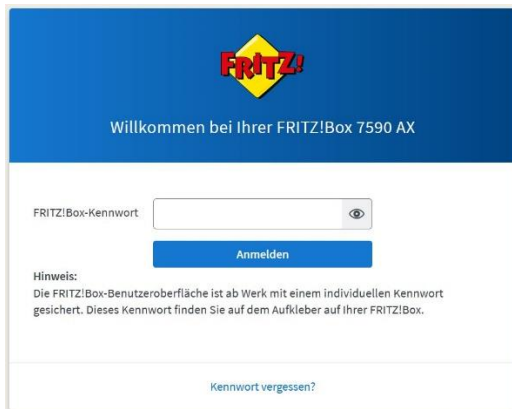 FRITZ!
Willkommen bei Ihrer FRITZ!Box 7590 AX
FRITZ!Box-Kennwort
Anmelden
Hinweis:
Die FRITZ!Box-Benutzeroberfläche ist ab Werk mit einem individuellen Kennwort
gesichert. Dieses Kennwort finden Sie auf dem Aufkleber auf Ihrer FRITZ!Box.
Kennwort vergessen?